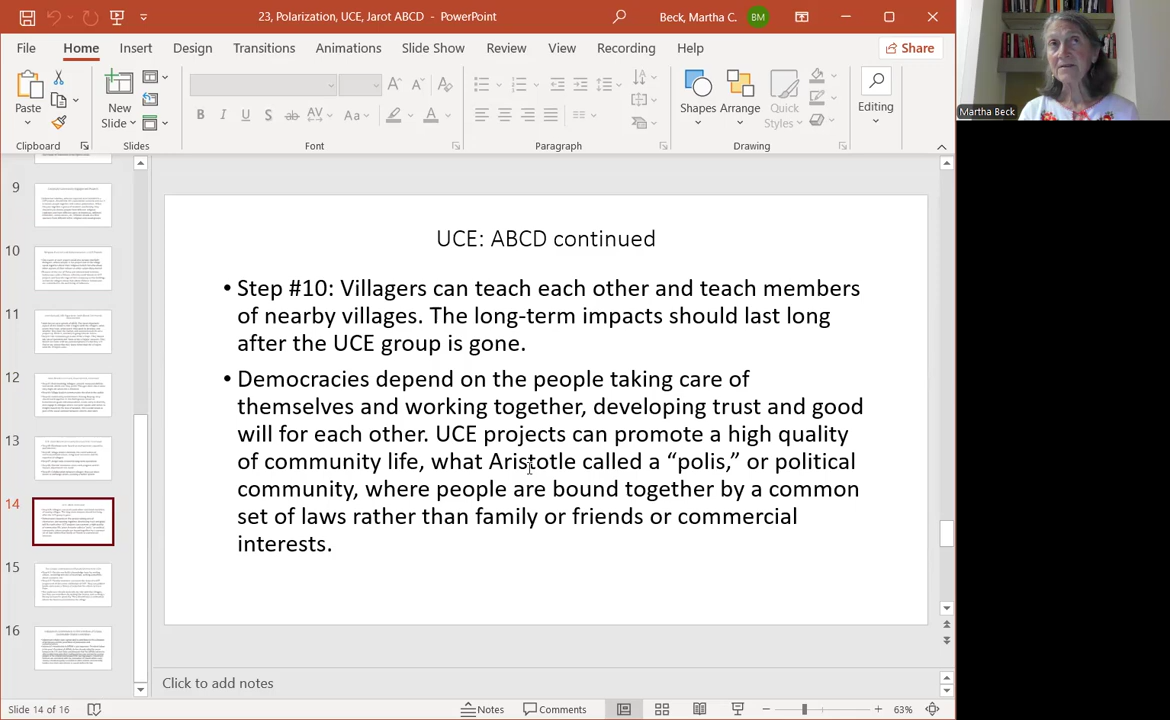 23, Polarization, UCE, Jarot ABCD - PowerPoint
Beck, Martha C.
BM
File Home Insert Design Transitions Animations Slide Show Review View Recording Help
Share
Paste
New
Slide
Shapes Arrange Quick
Styles
Editing
Clipboard Slides Font Paragraph Drawing
Martha Beck
9
10
11
12
13
14
15
16
UCE: ABCD continued
• Step #10: Villagers can teach each other and teach members
of nearby villages. The long-term impacts should last long
after the UCE group is gone.
• Democracies depend on the people taking care of
themselves and working together, developing trust and good
will for each other. UCE projects can promote a high quality
of community life, what Aristotle called a “polis,” or political
community, where people are bound together by a common
set of laws rather than family or friends or commercial
interests.
Click to add notes
Slide 14 of 16
Notes
Comments
63%